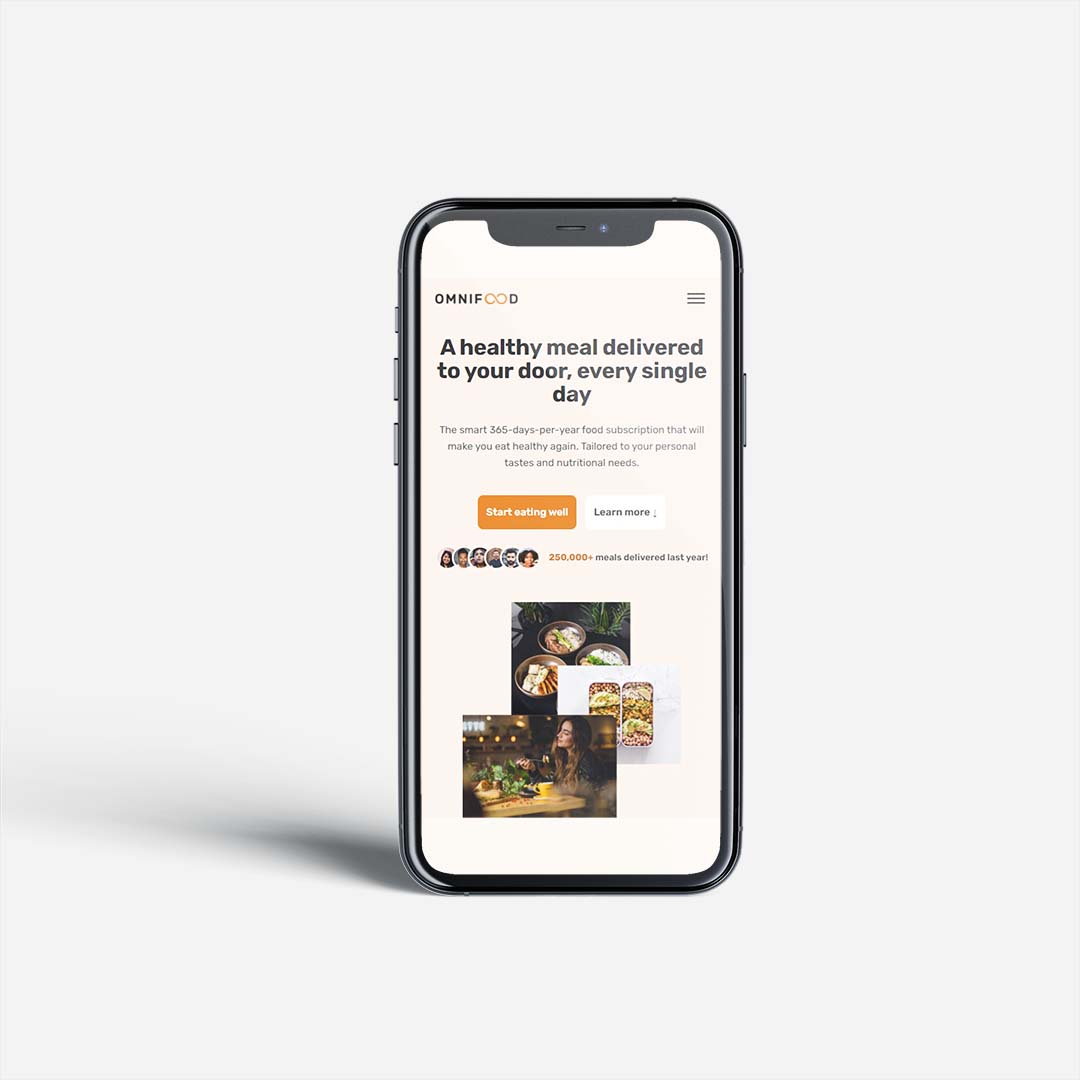 OMNIFOOD
A healthy meal delivered
to your door, every single
day
The smart 365-days-per-year food subscription that will
make you eat healthy again. Tailored to your personal
tastes and nutritional needs.
Start eating well Learn more ↓
250,000+ meals delivered last year!